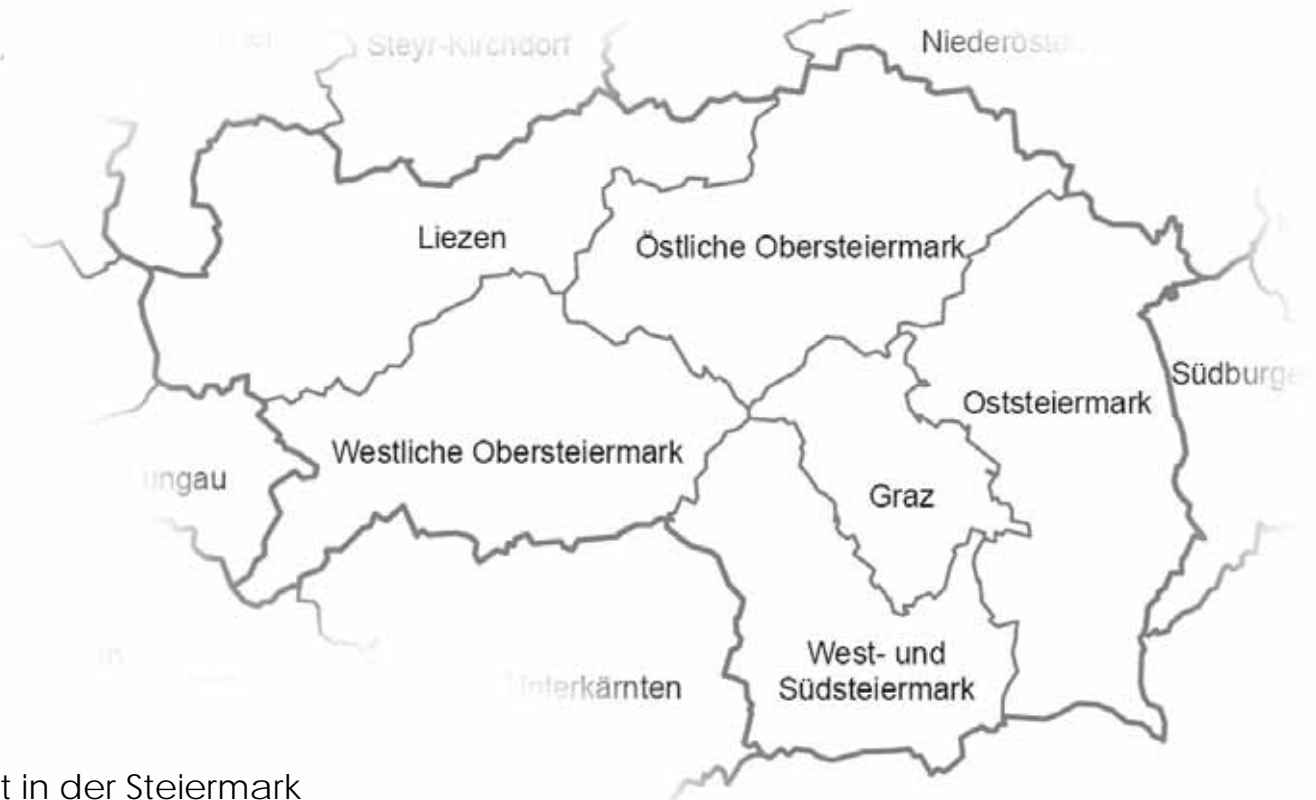 Steyr-Kirchdorf
Liezen
Östliche Obersteiermark
Oststeiermark
Westliche Obersteiermark
Graz
West- und
Südsteiermark
t in der Steiermark